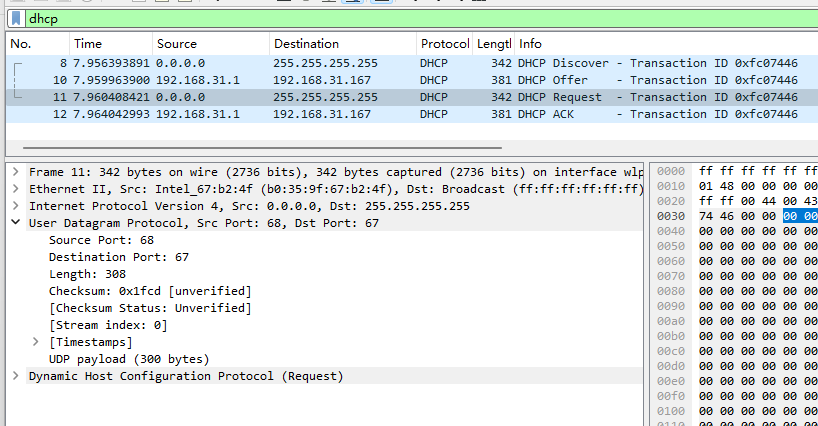 dhcp
No. Time Source Destination Protocol Lengtl Info
8 7.956393891 0.0.0.0 255.255.255.255 DHCP 342 DHCP Discover - Transaction ID 0xfc07446
10 7.959963900 192.168.31.1 192.168.31.167 DHCP 381 DHCP Offer - Transaction ID 0xfc07446
11 7.960408421 0.0.0.0 255.255.255.255 DHCP 342 DHCP Request - Transaction ID 0xfc07446
12 7.964042993 192.168.31.1 192.168.31.167 DHCP 381 DHCP ACK - Transaction ID 0xfc07446
Frame 11: 342 bytes on wire (2736 bits), 342 bytes captured (2736 bits) on interface wlp
Ethernet II, Src: Intel_67:b2:4f (b0:35:9f:67:b2:4f), Dst: Broadcast (ff:ff:ff:ff:ff:ff)
Internet Protocol Version 4, Src: 0.0.0.0, Dst: 255.255.255.255
User Datagram Protocol, Src Port: 68, Dst Port: 67
Source Port: 68
Destination Port: 67
Length: 308
Checksum: 0x1fcd [unverified]
[Checksum Status: Unverified]
[Stream index: 0]
[Timestamps]
UDP payload (300 bytes)
Dynamic Host Configuration Protocol (Request)
0000 ff ff ff ff ff ff
0010 01 48 00 00 00 00
0020 ff ff 00 44 00 43
0030 74 46 00 00 00 00
0040 00 00 00 00 00 00
0050 00 00 00 00 00 00
0060 00 00 00 00 00 00
0070 00 00 00 00 00 00
0080 00 00 00 00 00 00
0090 00 00 00 00 00 00
00a0 00 00 00 00 00 00
00b0 00 00 00 00 00 00
00c0 00 00 00 00 00 00
00d0 00 00 00 00 00 00
00e0 00 00 00 00 00 00
00f0 00 00 00 00 00 00
0100 00 00 00 00 00 00
0110 00 00 00 00 00 00